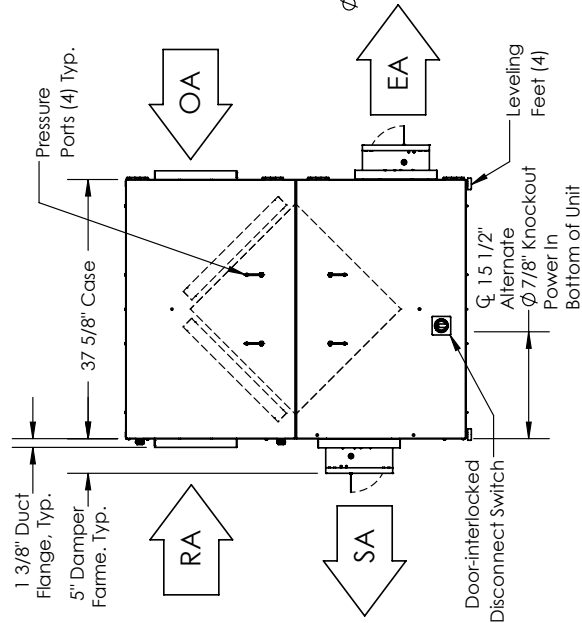 1 3/8" Duct
Flange, Typ.
5" Damper
Farme. Typ.
37 5/8" Case
Pressure
Ports (4) Typ.
RA
OA
SA
EA
Door-interlocked
Disconnect Switch
℄ 15 1/2"
Alternate
Ø 7/8" Knockout
Power In
Bottom of Unit
Leveling
Feet (4)
Ø